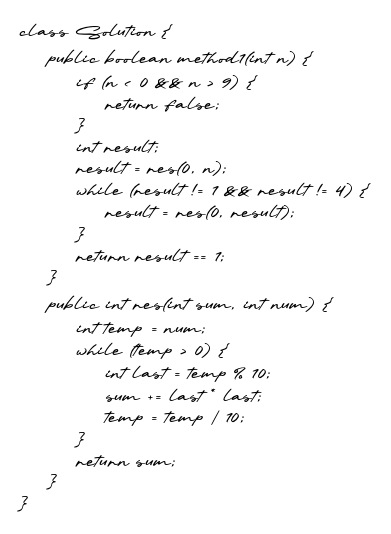 class Solution {
public boolean method1(int n) {
if (n < 0 && n > 9) {
return false;
}
int result;
result = res(0, n);
while (result != 1 && result != 4) {
result = res(0, result);
}
return result == 1;
}
public int res(int sum, int num) {
int temp = num;
while (temp > 0) {
int last = temp % 10;
sum += last * last;
temp = temp / 10;
}
return sum;
}
}